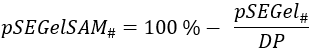 pSEGelSAM# = 100 % − pSEGel# / DP